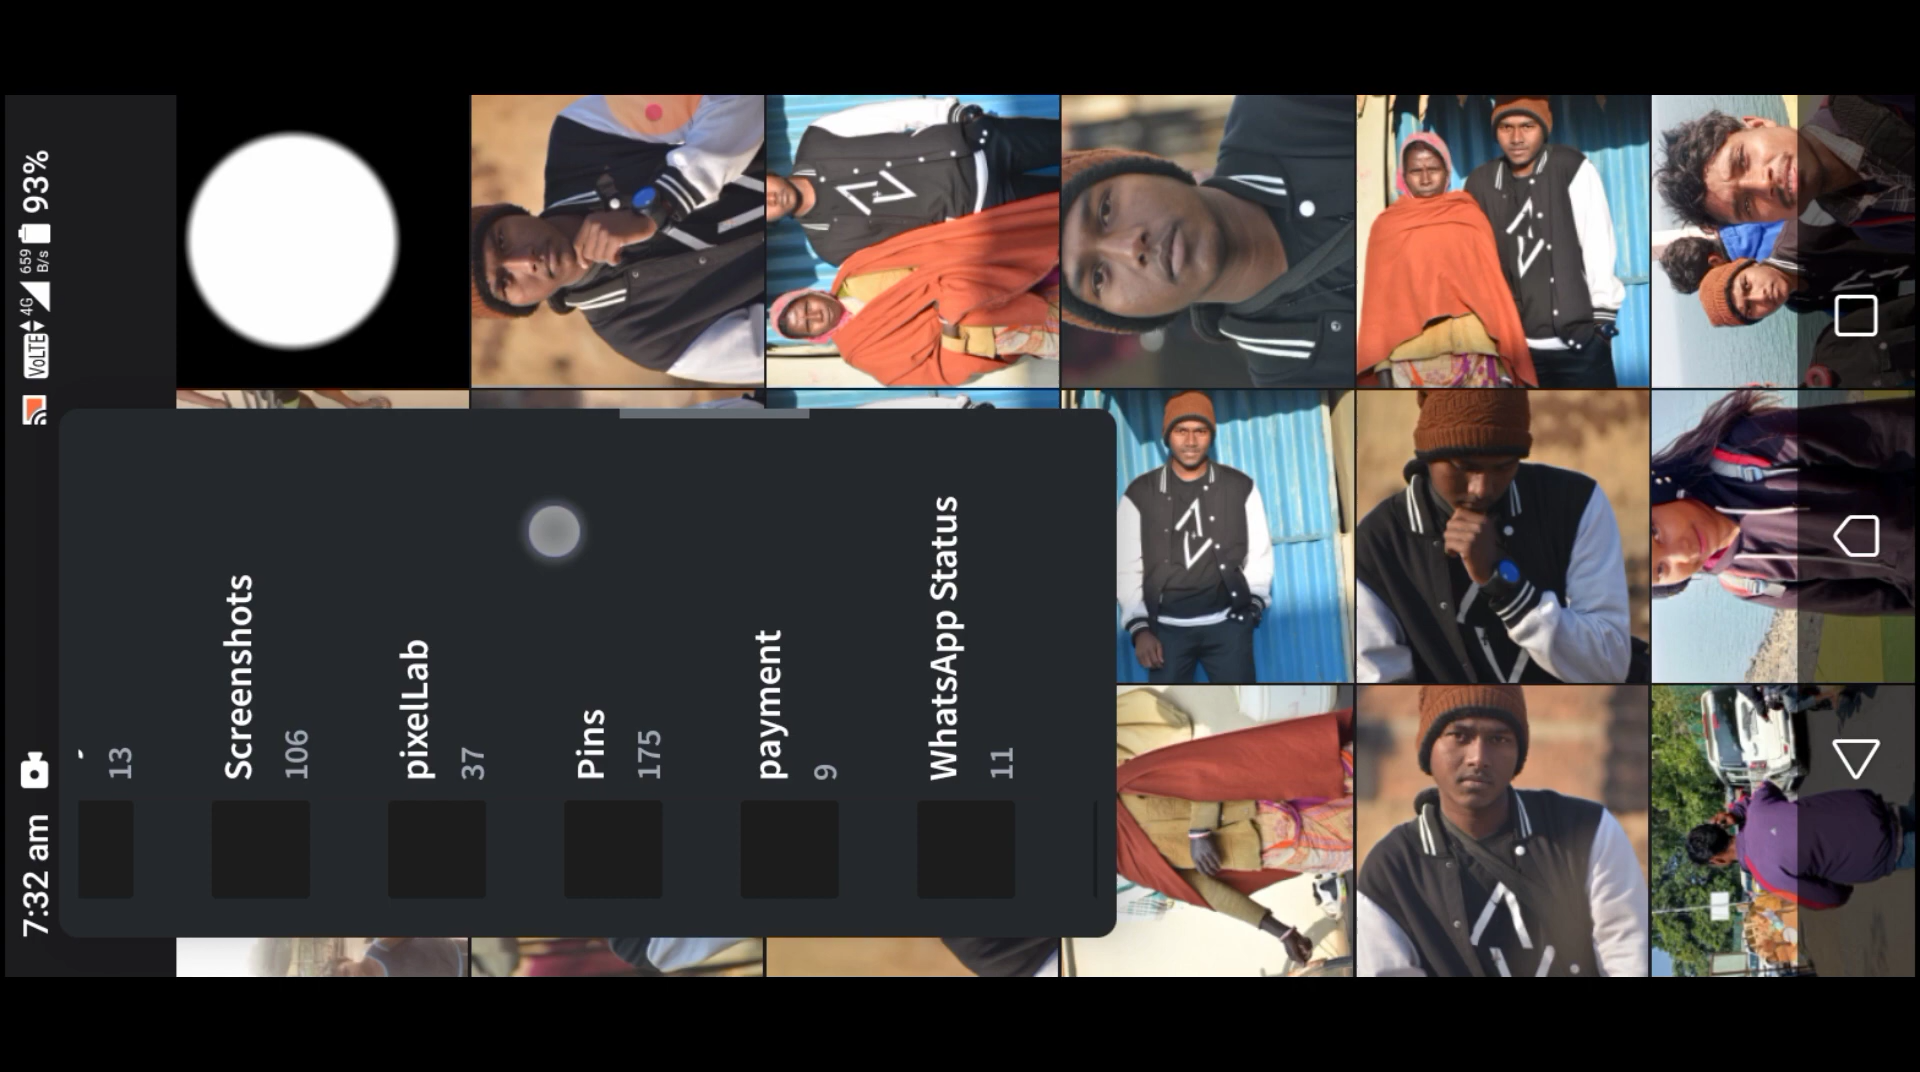 7:32 am
VoLTE 4G 659 B/s 93%
13
Screenshots
106
pixelLab
37
Pins
175
payment
9
WhatsApp Status
11